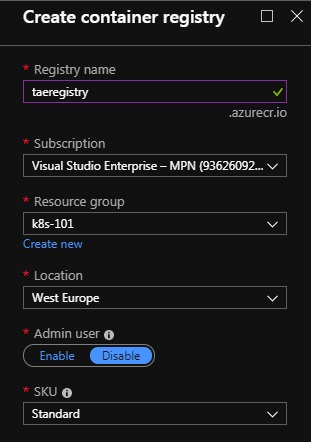 Create container registry
* Registry name
taeregistry
.azurecr.io
* Subscription
Visual Studio Enterprise – MPN (93626092...
* Resource group
k8s-101
Create new
* Location
West Europe
* Admin user
Enable Disable
* SKU
Standard